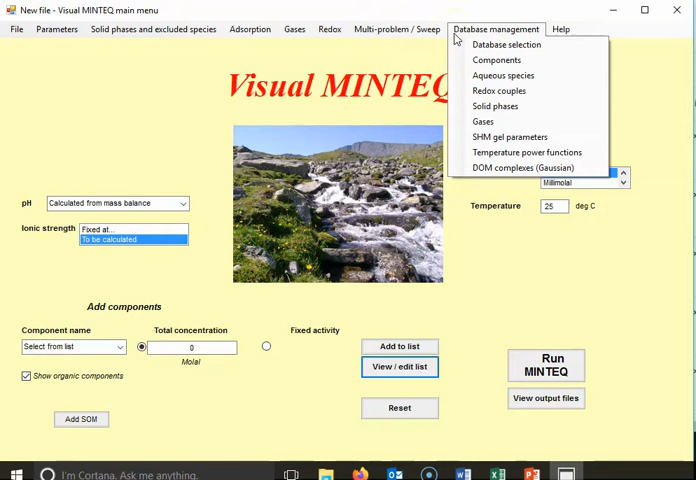 New file - Visual MINTEQ main menu
File Parameters Solid phases and excluded species Adsorption Gases Redox Multi-problem / Sweep Database management Help
Database selection
Components
Aqueous species
Redox couples
Solid phases
Gases
SHM gel parameters
Temperature power functions
DOM complexes (Gaussian)
Visual MINTEQ
Millimolal
pH Calculated from mass balance
Temperature 25 deg C
Ionic strength Fixed at...
To be calculated
Add components
Component name Total concentration Fixed activity
Select from list 0
Molal
Show organic components
Add to list
View / edit list
Reset
Run
MINTEQ
View output files
Add SOM
I'm Cortana. Ask me anything.